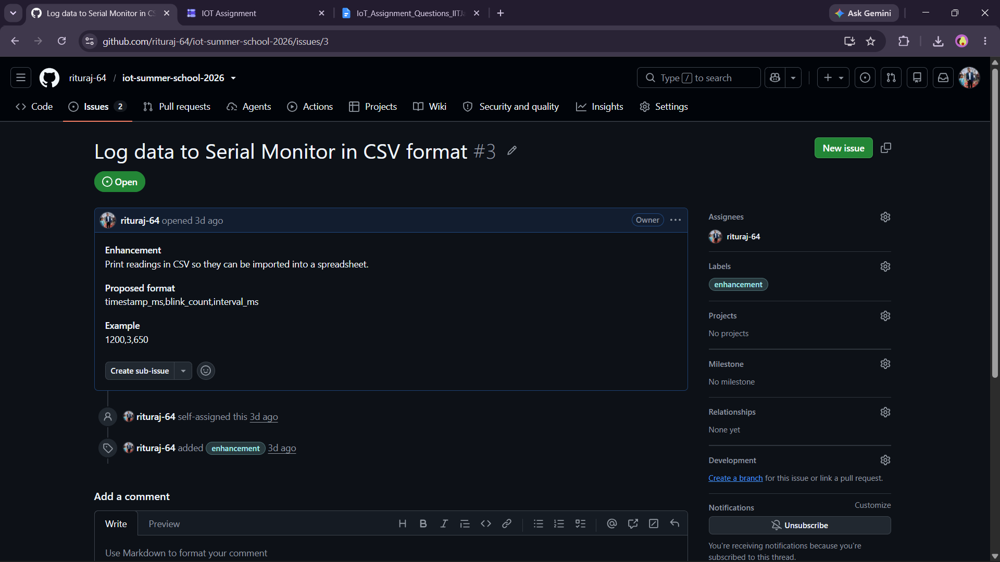 Log data to Serial Monitor in CS
IOT Assignment
IoT_Assignment_Questions_IITJ
Ask Gemini
github.com/rituraj-64/iot-summer-school-2026/issues/3
rituraj-64 / iot-summer-school-2026
Type / to search
Code
Issues 2
Pull requests
Agents
Actions
Projects
Wiki
Security and quality
Insights
Settings
Log data to Serial Monitor in CSV format #3
New issue
Open
rituraj-64 opened 3d ago
Owner
Enhancement
Print readings in CSV so they can be imported into a spreadsheet.
Proposed format
timestamp_ms,blink_count,interval_ms
Example
1200,3,650
Create sub-issue
rituraj-64 self-assigned this 3d ago
rituraj-64 added enhancement 3d ago
Assignees
rituraj-64
Labels
enhancement
Projects
No projects
Milestone
No milestone
Relationships
None yet
Development
Create a branch for this issue or link a pull request.
Notifications
Customize
Unsubscribe
You're receiving notifications because you're
subscribed to this thread.
Add a comment
Write
Preview
Use Markdown to format your comment